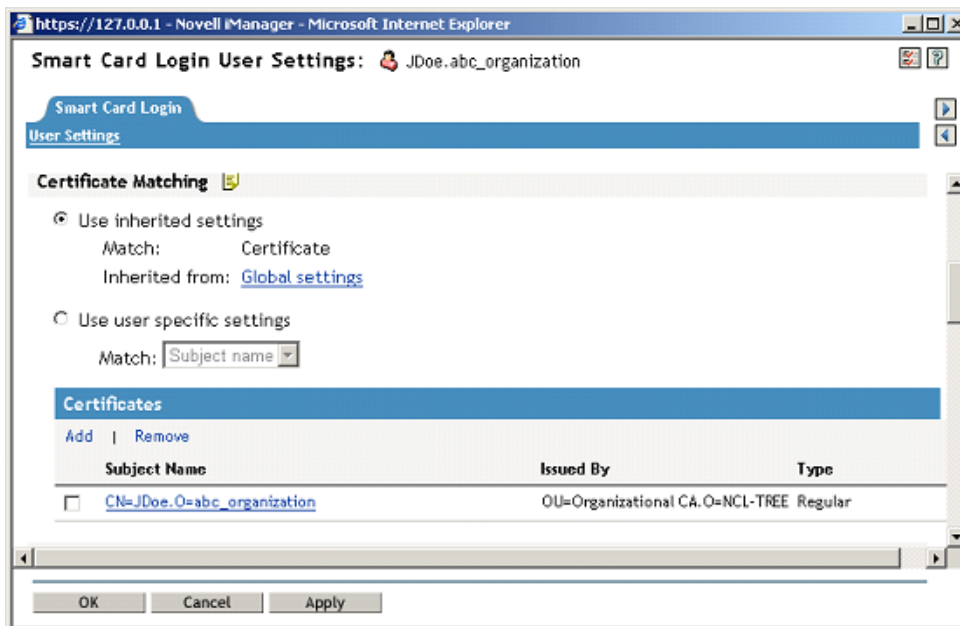 https://127.0.0.1 - Novell iManager - Microsoft Internet Explorer
Smart Card Login User Settings: JDoe.abc_organization
Smart Card Login
User Settings
Certificate Matching
Use inherited settings
Match: Certificate
Inherited from: Global settings
Use user specific settings
Match: Subject name
Certificates
Add | Remove
Subject Name Issued By Type
CN=JDoe.O=abc_organization OU=Organizational CA.O=NCL-TREE Regular
OK Cancel Apply